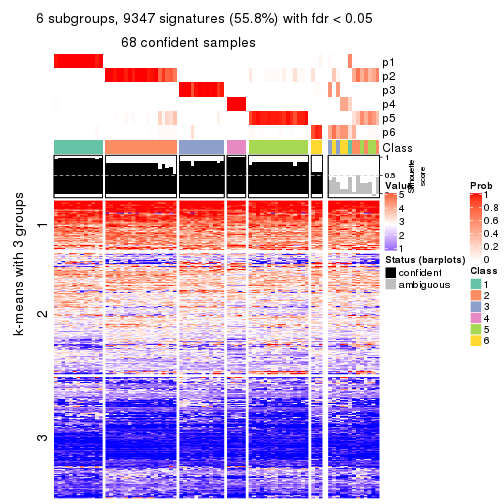 6 subgroups, 9347 signatures (55.8%) with fdr < 0.05
68 confident samples
p1
p2
p3
p4
p5
p6
Class
1
0.5
0
Silhouette
score
k-means with 3 groups
1
2
3
Value
5
4
3
2
1
Status (barplots)
confident
ambiguous
Prob
1
0.8
0.6
0.4
0.2
0
Class
1
2
3
4
5
6